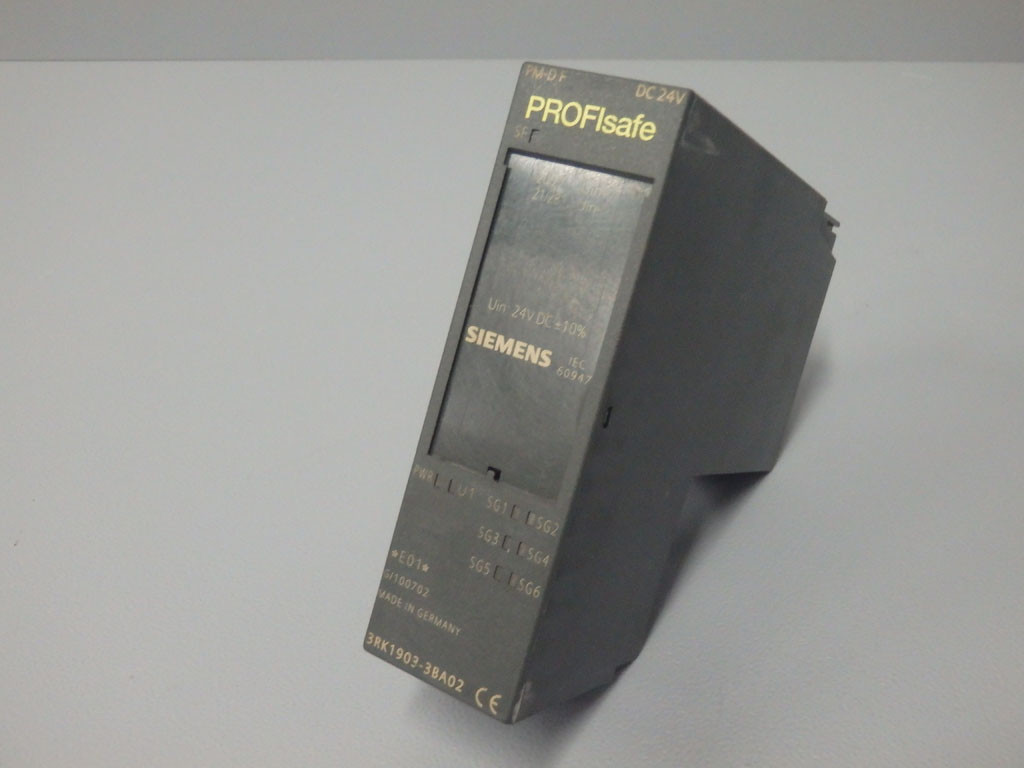 PM-D F
DC 24V
PROFIsafe
SF
Uin: 24V DC ±10%
SIEMENS
IEC
60947
PWR U1 SG1 SG2
SG3 SG4
SG5 SG6
*E01*
G/100702
MADE IN GERMANY
3RK1903-3BA02 CE